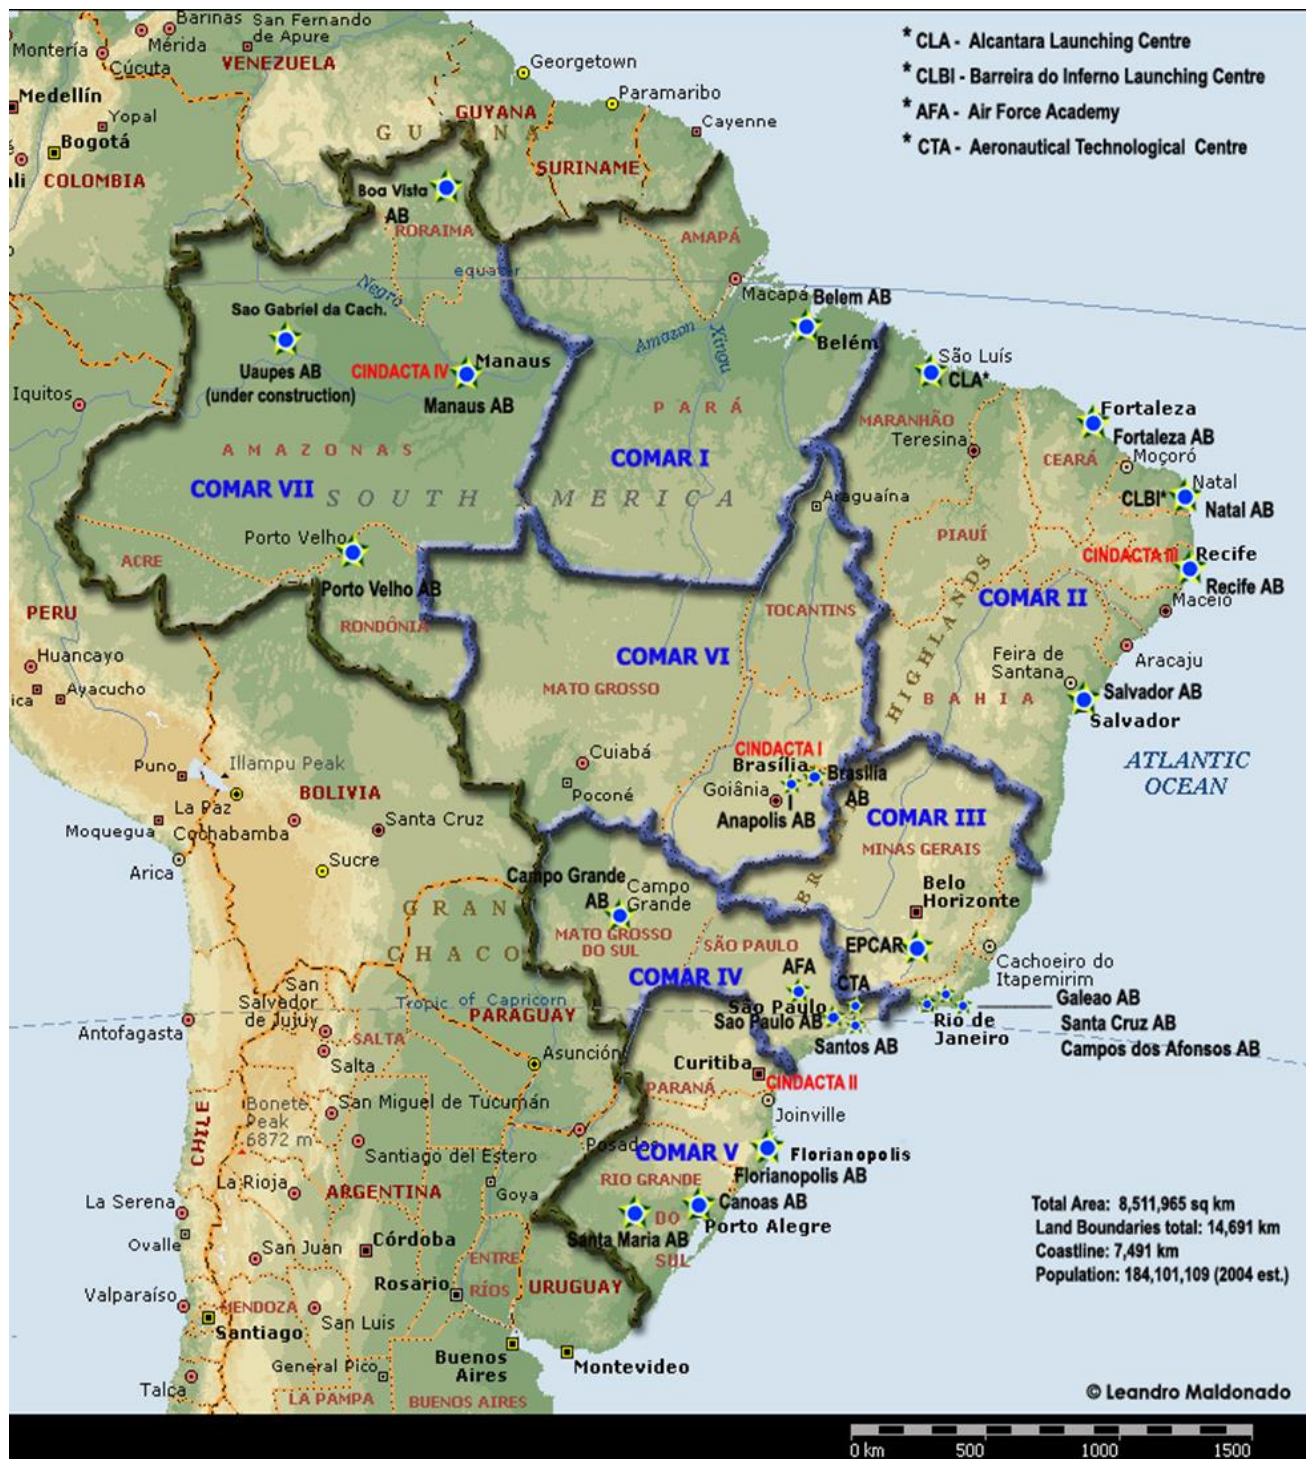 * CLA - Alcantara Launching Centre
* CLBI - Barreira do Inferno Launching Centre
* AFA - Air Force Academy
* CTA - Aeronautical Technological Centre
Barinas
San Fernando
de Apure
Montería
Mérida
Cúcuta
VENEZUELA
Georgetown
Medellín
Paramaribo
Yopal
GUYANA
Cayenne
Bogotá
GUYANA
SURINAME
ali
COLOMBIA
Boa Vista
AB
RORAIMA
AMAPÁ
equator
Negro
Macapá
Belem AB
Sao Gabriel da Cach.
Amazon
Xingu
Belém
São Luís
CLA*
Uaupes AB
(under construction)
CINDACTA IV
Manaus
Manaus AB
Iquitos
PARÁ
MARANHÃO
Teresina
Fortaleza
Fortaleza AB
Moçoró
CEARÁ
AMAZONAS
COMAR I
COMAR VII
SOUTH AMERICA
Araguaína
Natal
CLBI*
Natal AB
Porto Velho
PIAUÍ
ACRE
CINDACTA III
Recife
Recife AB
Porto Velho AB
Maceió
PERU
RONDÔNIA
TOCANTINS
COMAR II
HIGHLANDS
Huancayo
COMAR VI
Feira de
Santana
Aracaju
ica
Ayacucho
MATO GROSSO
BAHIA
Salvador AB
Salvador
Puno
Illampu Peak
Cuiabá
CINDACTA I
Brasília
Brasília
AB
ATLANTIC
OCEAN
BOLIVIA
La Paz
Poconé
Goiânia
Anapolis AB
COMAR III
Moquegua
Cochabamba
Santa Cruz
MINAS GERAIS
Arica
Sucre
Campo Grande
AB
Campo
Grande
Belo
Horizonte
GRAN
CHACO
MATO GROSSO
DO SUL
SÃO PAULO
EPCAR
Cachoeiro do
Itapemirim
AFA
COMAR IV
CTA
San
Salvador
de Jujuy
Tropic of Capricorn
PARAGUAY
São Paulo
Sao Paulo AB
Santos AB
Rio de
Janeiro
Galeao AB
Santa Cruz AB
Campos dos Afonsos AB
Antofagasta
SALTA
Salta
Asunción
Curitiba
CINDACTA II
PARANÁ
Joinville
CHILE
Bonete
Peak
6872 m
San Miguel de Tucumán
Posadas
COMAR V
Santiago del Estero
Florianopolis
Florianopolis AB
La Rioja
ARGENTINA
Goya
RIO GRANDE
DO
SUL
Canoas AB
Porto Alegre
Santa Maria AB
La Serena
Ovalle
San Juan
Córdoba
ENTRE
RÍOS
Rosario
URUGUAY
Total Area: 8,511,965 sq km
Land Boundaries total: 14,691 km
Coastline: 7,491 km
Population: 184,101,109 (2004 est.)
Valparaíso
MENDOZA
San Luis
Santiago
Buenos
Aires
Montevideo
General Pico
Talca
LA PAMPA
BUENOS AIRES
© Leandro Maldonado
0 km 500 1000 1500